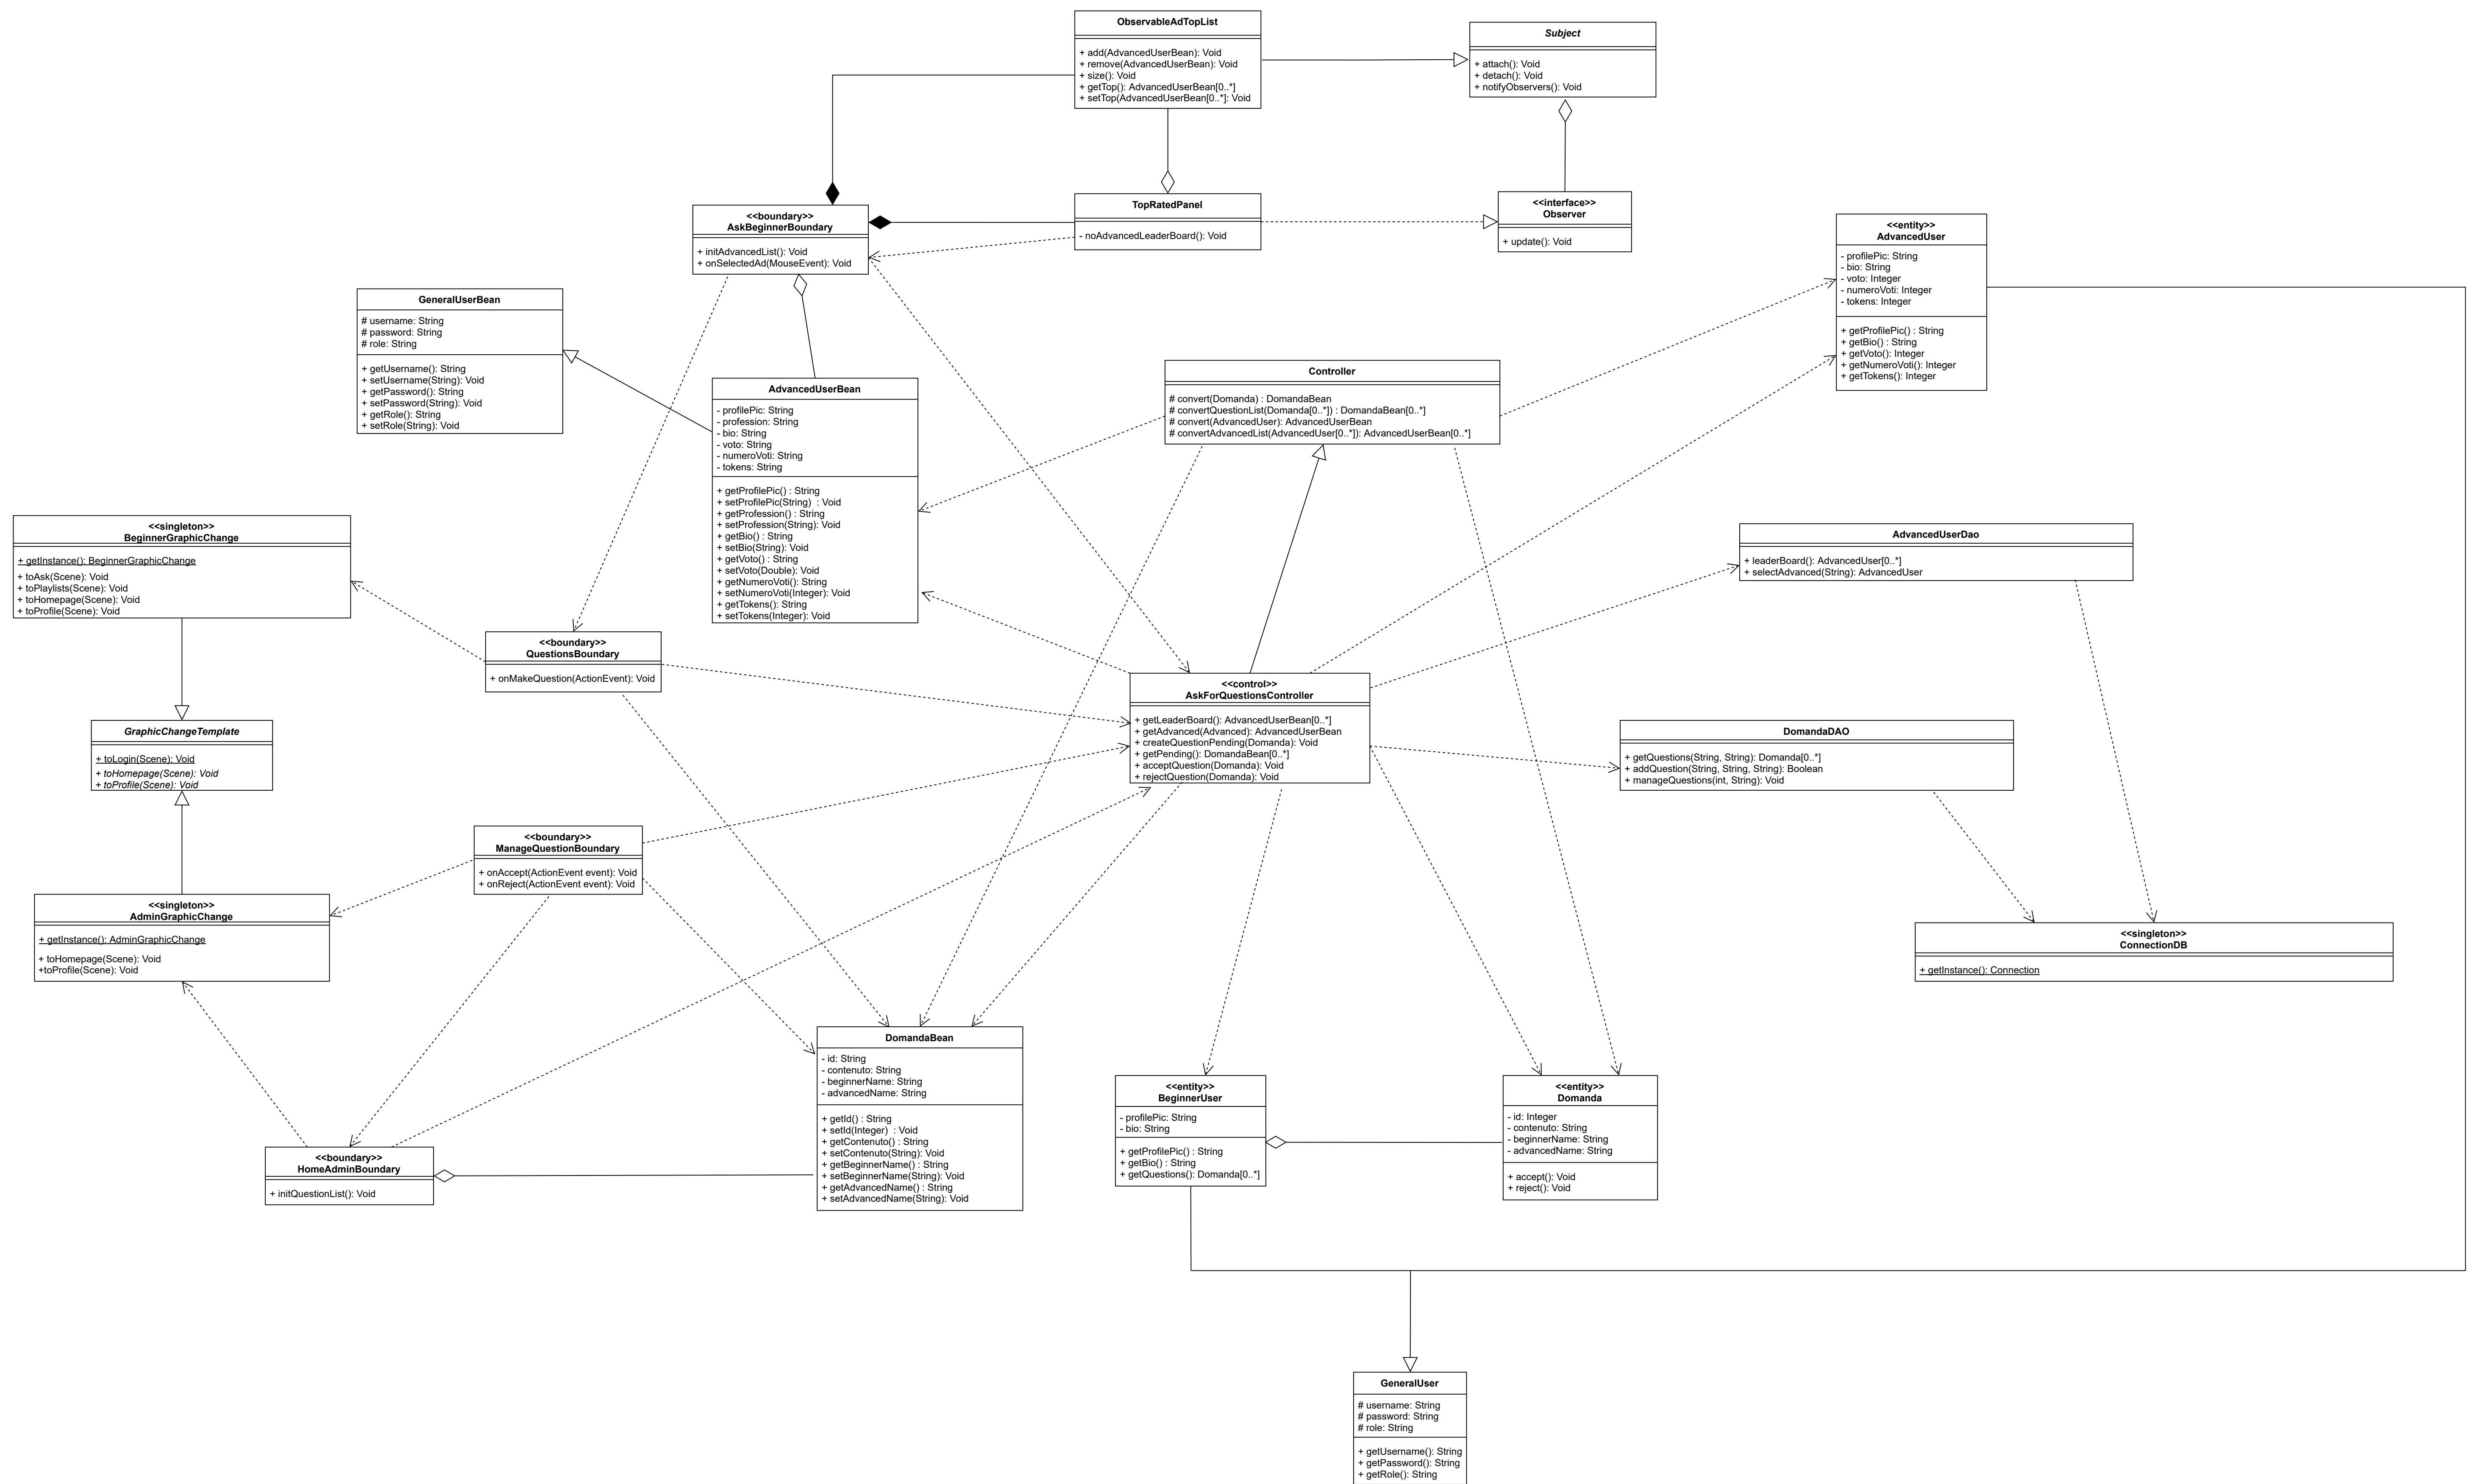 ObservableAdTopList
+ add(AdvancedUserBean): Void
+ remove(AdvancedUserBean): Void
+ size(): Void
+ getTop(): AdvancedUserBean[0..*]
+ setTop(AdvancedUserBean[0..*]: Void
Subject
+ attach(): Void
+ detach(): Void
+ notifyObservers(): Void
<<boundary>>
AskBeginnerBoundary
+ initAdvancedList(): Void
+ onSelectedAd(MouseEvent): Void
TopRatedPanel
- noAdvancedLeaderBoard(): Void
<<interface>>
Observer
+ update(): Void
<<entity>>
AdvancedUser
- profilePic: String
- bio: String
- voto: Integer
- numeroVoti: Integer
- tokens: Integer
+ getProfilePic() : String
+ getBio() : String
+ getVoto(): Integer
+ getNumeroVoti(): Integer
+ getTokens(): Integer
GeneralUserBean
# username: String
# password: String
# role: String
+ getUsername(): String
+ setUsername(String): Void
+ getPassword(): String
+ setPassword(String): Void
+ getRole(): String
+ setRole(String): Void
AdvancedUserBean
- profilePic: String
- profession: String
- bio: String
- voto: String
- numeroVoti: String
- tokens: String
+ getProfilePic() : String
+ setProfilePic(String)  : Void
+ getProfession() : String
+ setProfession(String): Void
+ getBio() : String
+ setBio(String): Void
+ getVoto() : String
+ setVoto(Double): Void
+ getNumeroVoti(): String
+ setNumeroVoti(Integer): Void
+ getTokens(): String
+ setTokens(Integer): Void
Controller
# convert(Domanda) : DomandaBean
# convertQuestionList(Domanda[0..*]) : DomandaBean[0..*]
# convert(AdvancedUser): AdvancedUserBean
# convertAdvancedList(AdvancedUser[0..*]): AdvancedUserBean[0..*]
<<singleton>>
BeginnerGraphicChange
+ getInstance(): BeginnerGraphicChange
+ toAsk(Scene): Void
+ toPlaylists(Scene): Void
+ toHomepage(Scene): Void
+ toProfile(Scene): Void
AdvancedUserDao
+ leaderBoard(): AdvancedUser[0..*]
+ selectAdvanced(String): AdvancedUser
<<boundary>>
QuestionsBoundary
+ onMakeQuestion(ActionEvent): Void
<<control>>
AskForQuestionsController
+ getLeaderBoard(): AdvancedUserBean[0..*]
+ getAdvanced(Advanced): AdvancedUserBean
+ createQuestionPending(Domanda): Void
+ getPending(): DomandaBean[0..*]
+ acceptQuestion(Domanda): Void
+ rejectQuestion(Domanda): Void
GraphicChangeTemplate
+ toLogin(Scene): Void
+ toHomepage(Scene): Void
+ toProfile(Scene): Void
DomandaDAO
+ getQuestions(String, String): Domanda[0..*]
+ addQuestion(String, String, String): Boolean
+ manageQuestions(int, String): Void
<<boundary>>
ManageQuestionBoundary
+ onAccept(ActionEvent event): Void
+ onReject(ActionEvent event): Void
<<singleton>>
AdminGraphicChange
+ getInstance(): AdminGraphicChange
+ toHomepage(Scene): Void
+toProfile(Scene): Void
<<singleton>>
ConnectionDB
+ getInstance(): Connection
DomandaBean
- id: String
- contenuto: String
- beginnerName: String
- advancedName: String
+ getId() : String
+ setId(Integer)  : Void
+ getContenuto() : String
+ setContenuto(String): Void
+ getBeginnerName() : String
+ setBeginnerName(String): Void
+ getAdvancedName() : String
+ setAdvancedName(String): Void
<<entity>>
BeginnerUser
- profilePic: String
- bio: String
+ getProfilePic() : String
+ getBio() : String
+ getQuestions(): Domanda[0..*]
<<entity>>
Domanda
- id: Integer
- contenuto: String
- beginnerName: String
- advancedName: String
+ accept(): Void
+ reject(): Void
<<boundary>>
HomeAdminBoundary
+ initQuestionList(): Void
GeneralUser
# username: String
# password: String
# role: String
+ getUsername(): String
+ getPassword(): String
+ getRole(): String